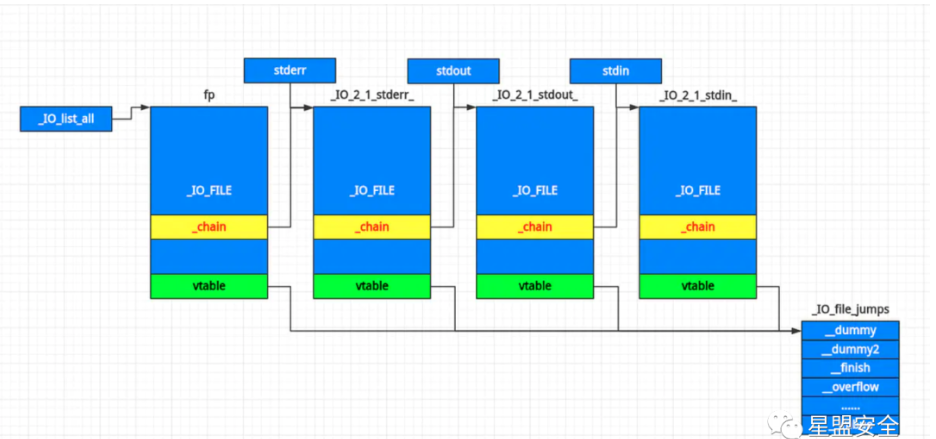 stderr
stdout
stdin
fp
_IO_2_1_stderr_
_IO_2_1_stdout_
_IO_2_1_stdin_
_IO_list_all
_IO_FILE
_IO_FILE
_IO_FILE
_IO_FILE
_chain
_chain
_chain
_chain
vtable
vtable
vtable
vtable
_IO_file_jumps
__dummy
__dummy2
__finish
__overflow
......
星盟安全